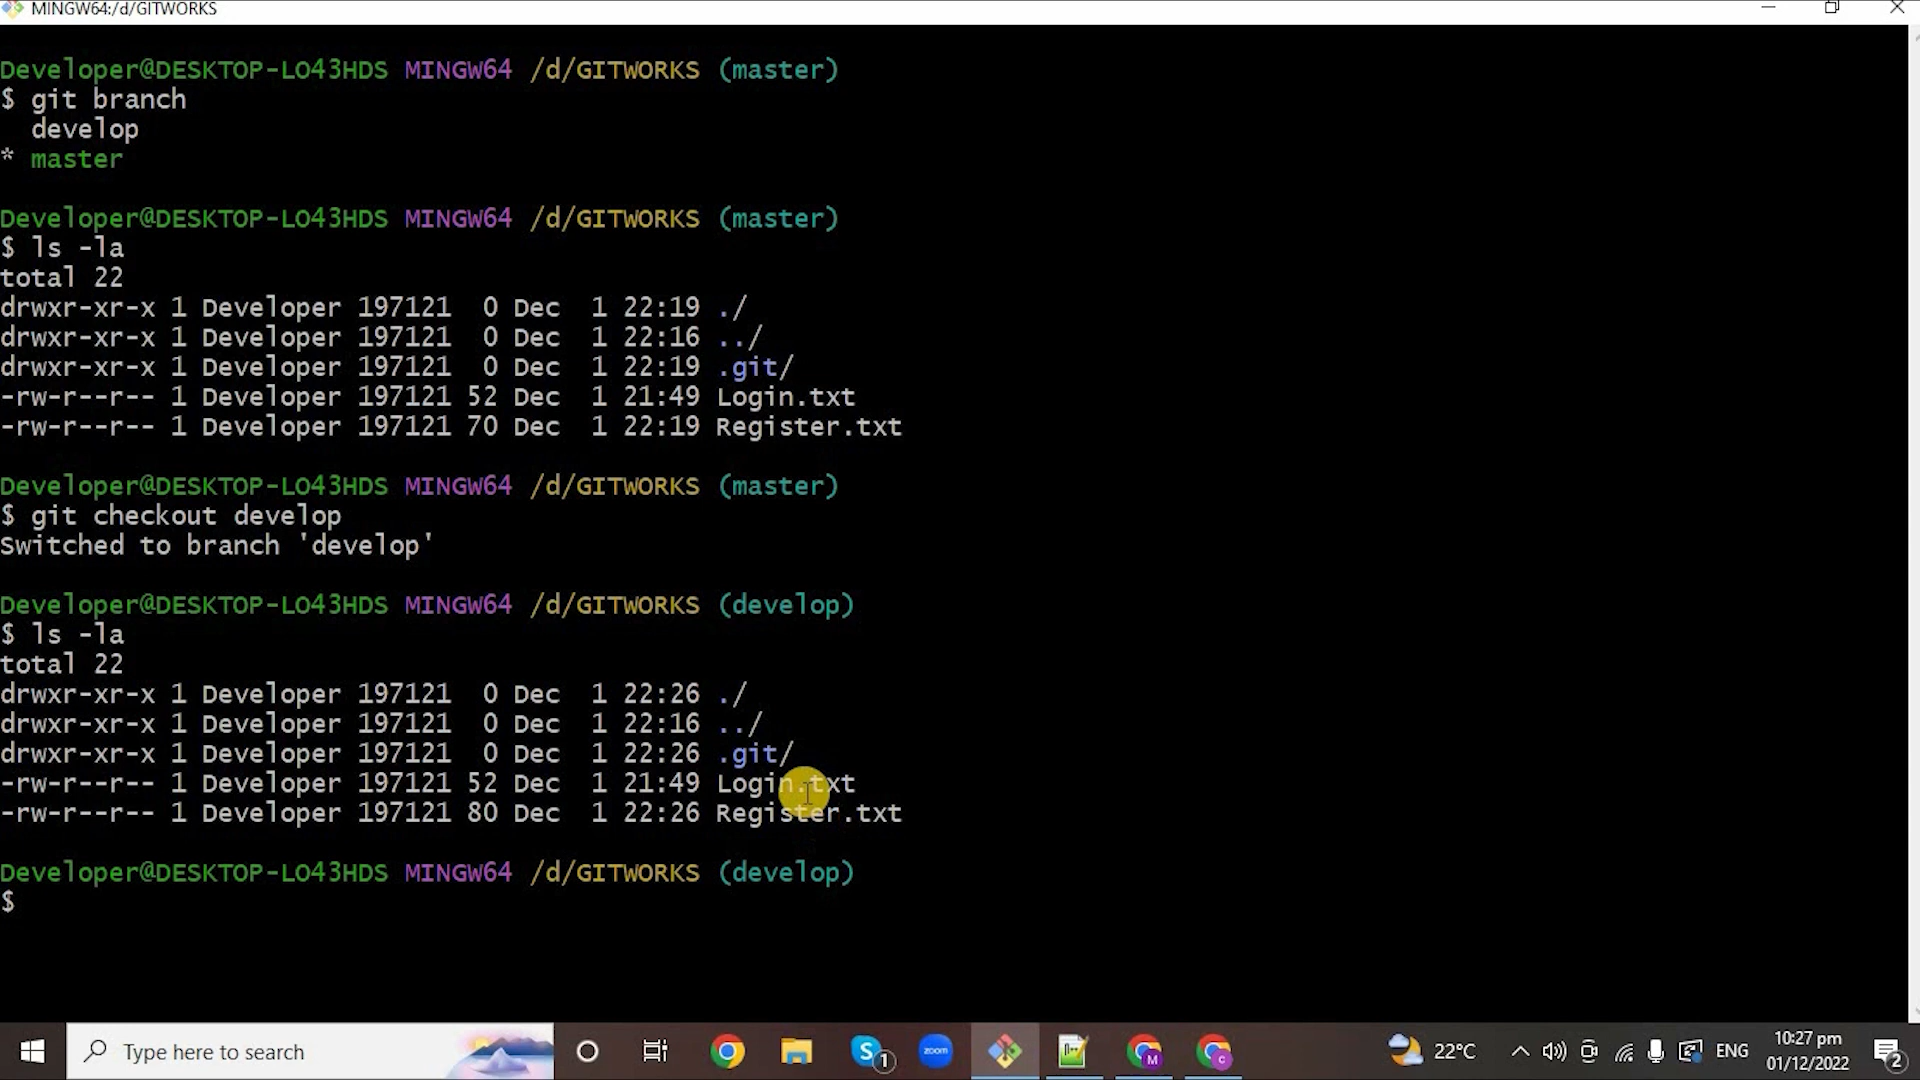 MINGW64:/d/GITWORKS
Developer@DESKTOP-LO43HDS MINGW64 /d/GITWORKS (master)
$ git branch
  develop
* master
Developer@DESKTOP-LO43HDS MINGW64 /d/GITWORKS (master)
$ ls -la
total 22
drwxr-xr-x 1 Developer 197121  0 Dec  1 22:19 ./
drwxr-xr-x 1 Developer 197121  0 Dec  1 22:16 ../
drwxr-xr-x 1 Developer 197121  0 Dec  1 22:19 .git/
-rw-r--r-- 1 Developer 197121 52 Dec  1 21:49 Login.txt
-rw-r--r-- 1 Developer 197121 70 Dec  1 22:19 Register.txt
Developer@DESKTOP-LO43HDS MINGW64 /d/GITWORKS (master)
$ git checkout develop
Switched to branch 'develop'
Developer@DESKTOP-LO43HDS MINGW64 /d/GITWORKS (develop)
$ ls -la
total 22
drwxr-xr-x 1 Developer 197121  0 Dec  1 22:26 ./
drwxr-xr-x 1 Developer 197121  0 Dec  1 22:16 ../
drwxr-xr-x 1 Developer 197121  0 Dec  1 22:26 .git/
-rw-r--r-- 1 Developer 197121 52 Dec  1 21:49 Login.txt
-rw-r--r-- 1 Developer 197121 80 Dec  1 22:26 Register.txt
Developer@DESKTOP-LO43HDS MINGW64 /d/GITWORKS (develop)
$
Type here to search
S 1
zoom
M
C
22°C
ENG
10:27 pm
01/12/2022
2